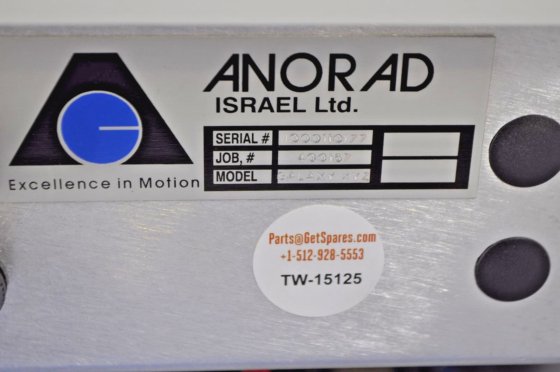 ANORAD
ISRAEL Ltd.
SERIAL #
JOB, #
MODEL
Excellence in Motion
Parts@GetSpares.com
+1-512-928-5553
TW-15125